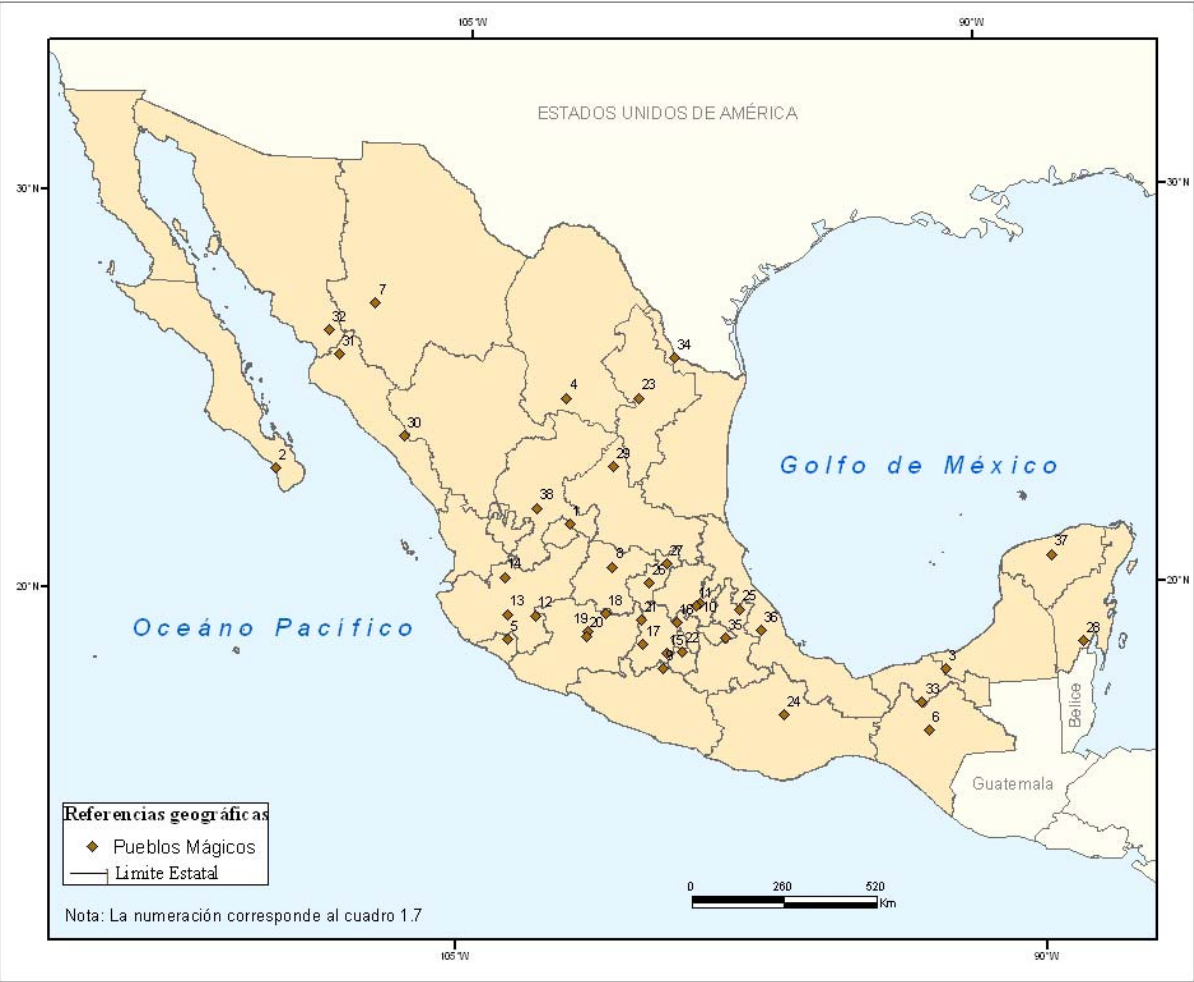 105°W 90°W
ESTADOS UNIDOS DE AMÉRICA
30°N 30°N
7
32
31
34
4 23
30
2
29
Golfo de México
38
1
37
8 27
14 26
11
13 12 18 10 25
5 19 20 21 16 36
Oceáno Pacífico
35
17 15 22
9
28
20°N 20°N
3
33
24
6
Belice
Guatemala
Referencias geográficas
Pueblos Mágicos
Limite Estatal
0 260 520
Km
Nota: La numeración corresponde al cuadro 1.7
105°W 90°W